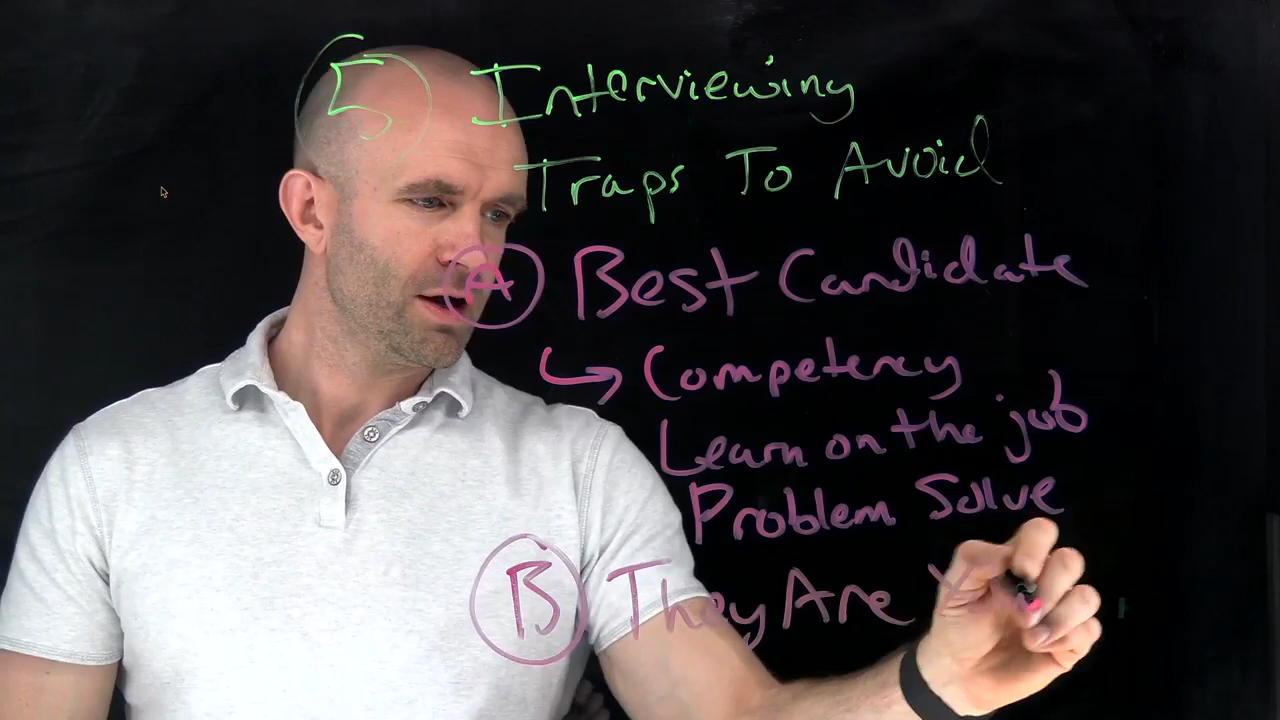 5 Interviewing
Traps To Avoid
A Best Candidate
↳ Competency
Learn on the job
Problem Solve
B They Are